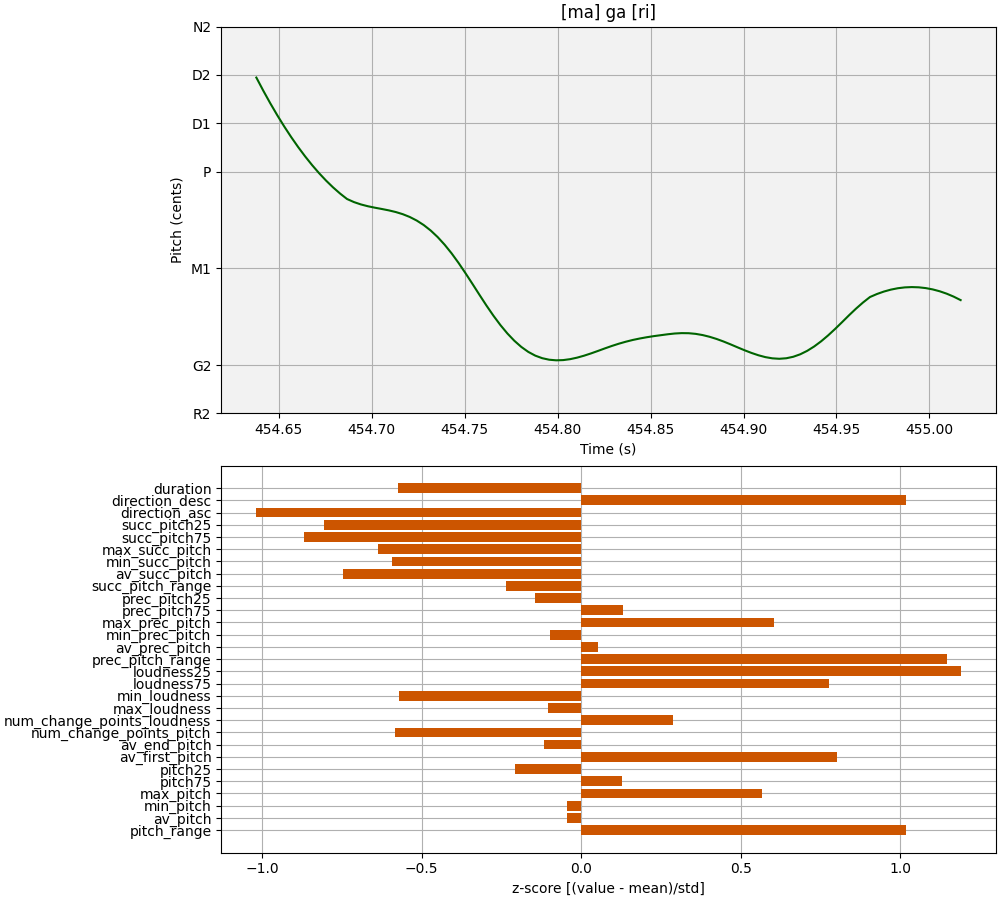 [ma] ga [ri]
N2
D2
D1
P
M1
G2
R2
Pitch (cents)
454.65 454.70 454.75 454.80 454.85 454.90 454.95 455.00
Time (s)
duration
direction_desc
direction_asc
succ_pitch25
succ_pitch75
max_succ_pitch
min_succ_pitch
av_succ_pitch
succ_pitch_range
prec_pitch25
prec_pitch75
max_prec_pitch
min_prec_pitch
av_prec_pitch
prec_pitch_range
loudness25
loudness75
min_loudness
max_loudness
num_change_points_loudness
num_change_points_pitch
av_end_pitch
av_first_pitch
pitch25
pitch75
max_pitch
min_pitch
av_pitch
pitch_range
−1.0 −0.5 0.0 0.5 1.0
z-score [(value - mean)/std]